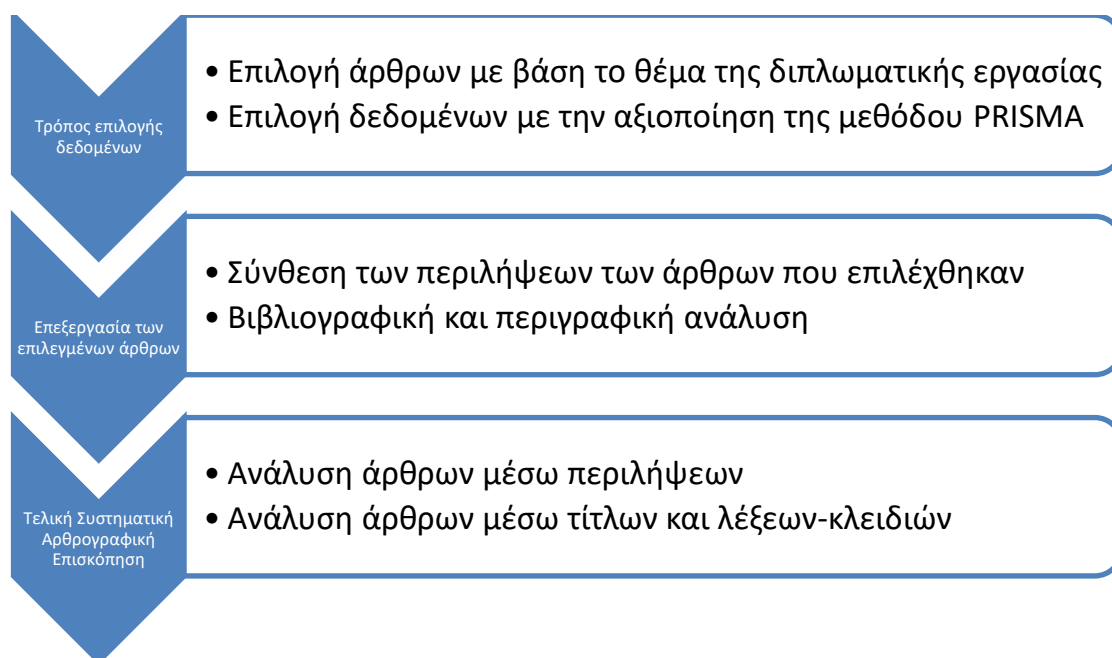 Τρόπος επιλογής
δεδομένων
• Επιλογή άρθρων με βάση το θέμα της διπλωματικής εργασίας
• Επιλογή δεδομένων με την αξιοποίηση της μεθόδου PRISMA
Επεξεργασία των
επιλεγμένων άρθρων
• Σύνθεση των περιλήψεων των άρθρων που επιλέχθηκαν
• Βιβλιογραφική και περιγραφική ανάλυση
Τελική Συστηματική
Αρθρογραφική
Επισκόπηση
• Ανάλυση άρθρων μέσω περιλήψεων
• Ανάλυση άρθρων μέσω τίτλων και λέξεων-κλειδιών